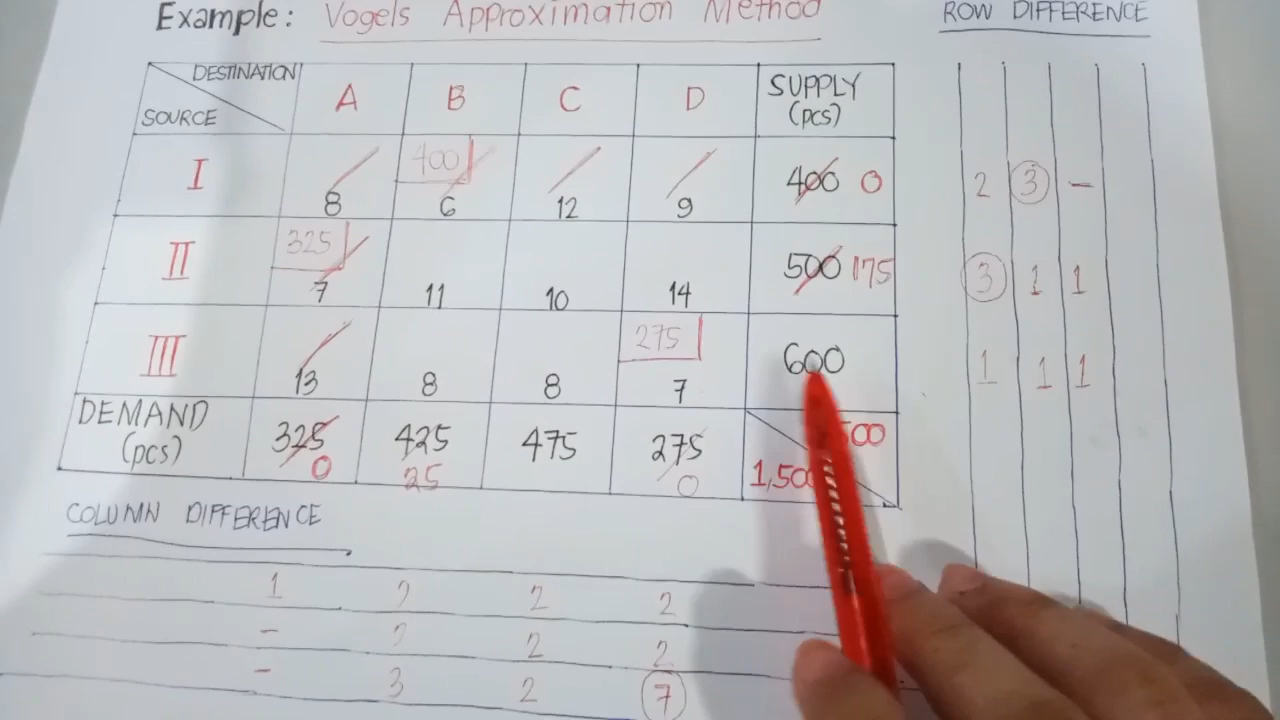 Example: Vogels Approximation Method ROW DIFFERENCE
DESTINATION A B C D SUPPLY
SOURCE (pcs)
I 400 400 0 2 3 -
8 6 12 9
II 325 500 175 3 1 1
7 11 10 14
III 275 600 1 1 1
13 8 8 7
DEMAND 325 425 475 275
(pcs) 0 25 0
COLUMN DIFFERENCE
1 2 2 2
- 2 2 2
- 3 2 7